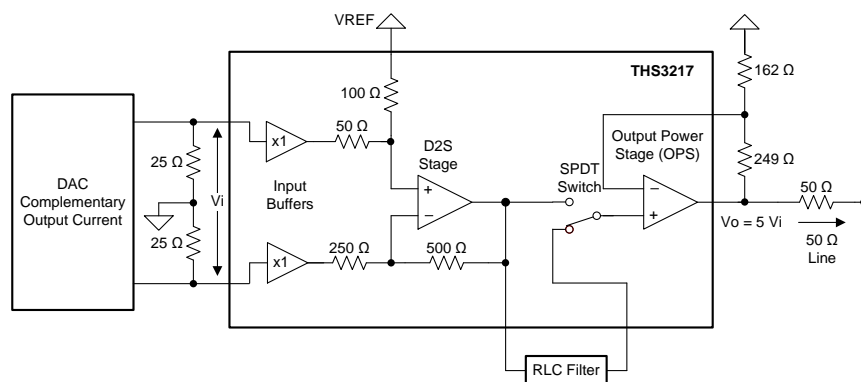 VREF
THS3217
162 Ω
100 Ω
50 Ω
D2S
Stage
Output Power
Stage (OPS)
x1
SPDT
Switch
249 Ω
25 Ω
DAC
Complementary
Output Current
Vi
Input
Buffers
+
−
−
+
50 Ω
Vo = 5 Vi
50 Ω
Line
25 Ω
250 Ω
500 Ω
x1
RLC Filter